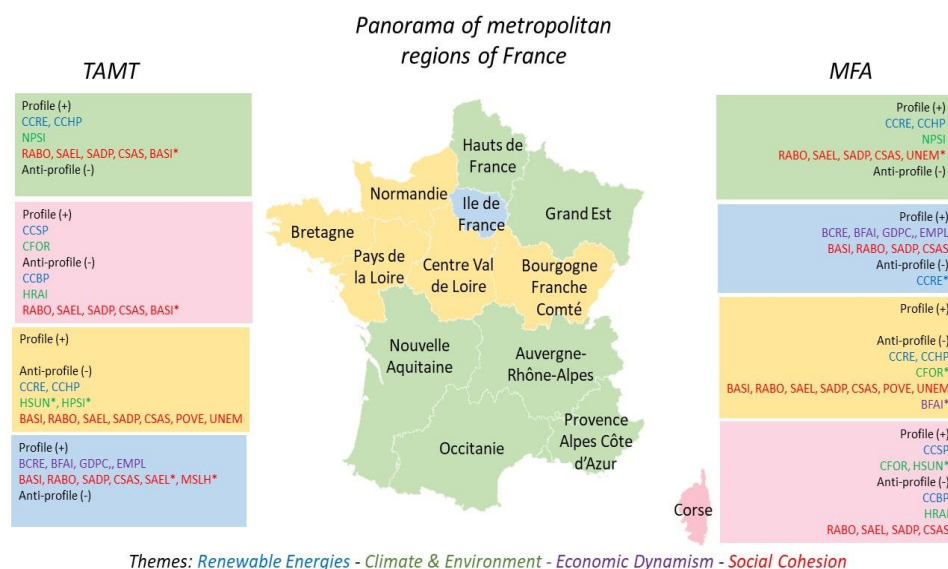 Panorama of metropolitan
regions of France
TAMT
Profile (+)
CCRE, CCHP
NPSI
RABO, SAEL, SADP, CSAS, BASI*
Anti-profile (-)
Profile (+)
CCSP
CFOR
Anti-profile (-)
CCBP
HRAI
RABO, SAEL, SADP, CSAS, BASI*
Profile (+)
Anti-profile (-)
CCRE, CCHP
HSUN*, HPSI*
BASI, RABO, SAEL, SADP, CSAS, POVE, UNEM
Profile (+)
BCRE, BFAI, GDPC,, EMPL
BASI, RABO, SADP, CSAS, SAEL*, MSLH*
Anti-profile (-)
Hauts de
France
Normandie
Ile de
France
Grand Est
Bretagne
Pays de
la Loire
Centre Val
de Loire
Bourgogne
Franche
Comté
Nouvelle
Aquitaine
Auvergne-
Rhône-Alpes
Occitanie
Provence
Alpes Côte
d'Azur
Corse
MFA
Profile (+)
CCRE, CCHP
NPSI
RABO, SAEL, SADP, CSAS, UNEM*
Anti-profile (-)
Profile (+)
BCRE, BFAI, GDPC,, EMPL
BASI, RABO, SADP, CSAS
Anti-profile (-)
CCRE*
Profile (+)
Anti-profile (-)
CCRE, CCHP
CFOR*
BASI, RABO, SAEL, SADP, CSAS, POVE, UNEM
BFAI*
Profile (+)
CCSP
CFOR, HSUN*
Anti-profile (-)
CCBP
HRAI
RABO, SAEL, SADP, CSAS
Themes: Renewable Energies - Climate & Environment - Economic Dynamism - Social Cohesion